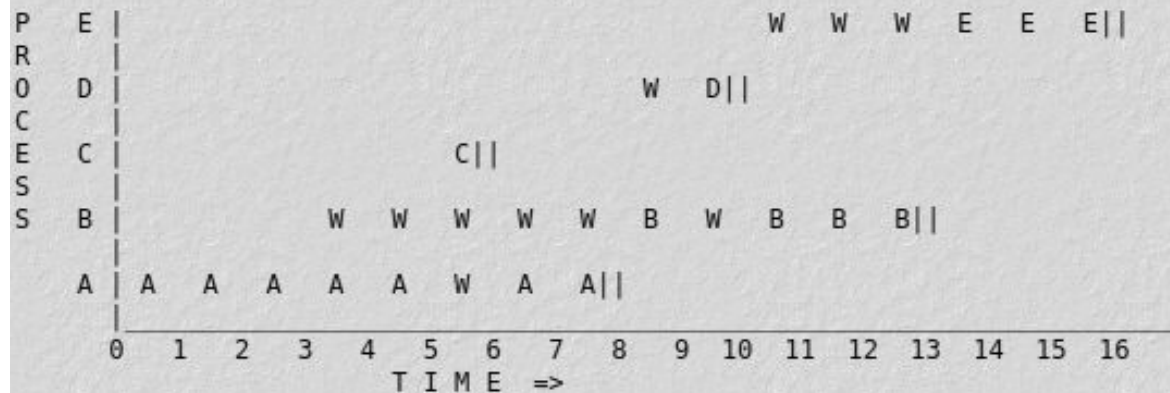 P E | W W W E E E||
R |
O D | W D||
C |
E C | C||
S |
S B | W W W W W B W B B B||
|
A | A A A A A W A A||
|
0 1 2 3 4 5 6 7 8 9 10 11 12 13 14 15 16
T I M E =>